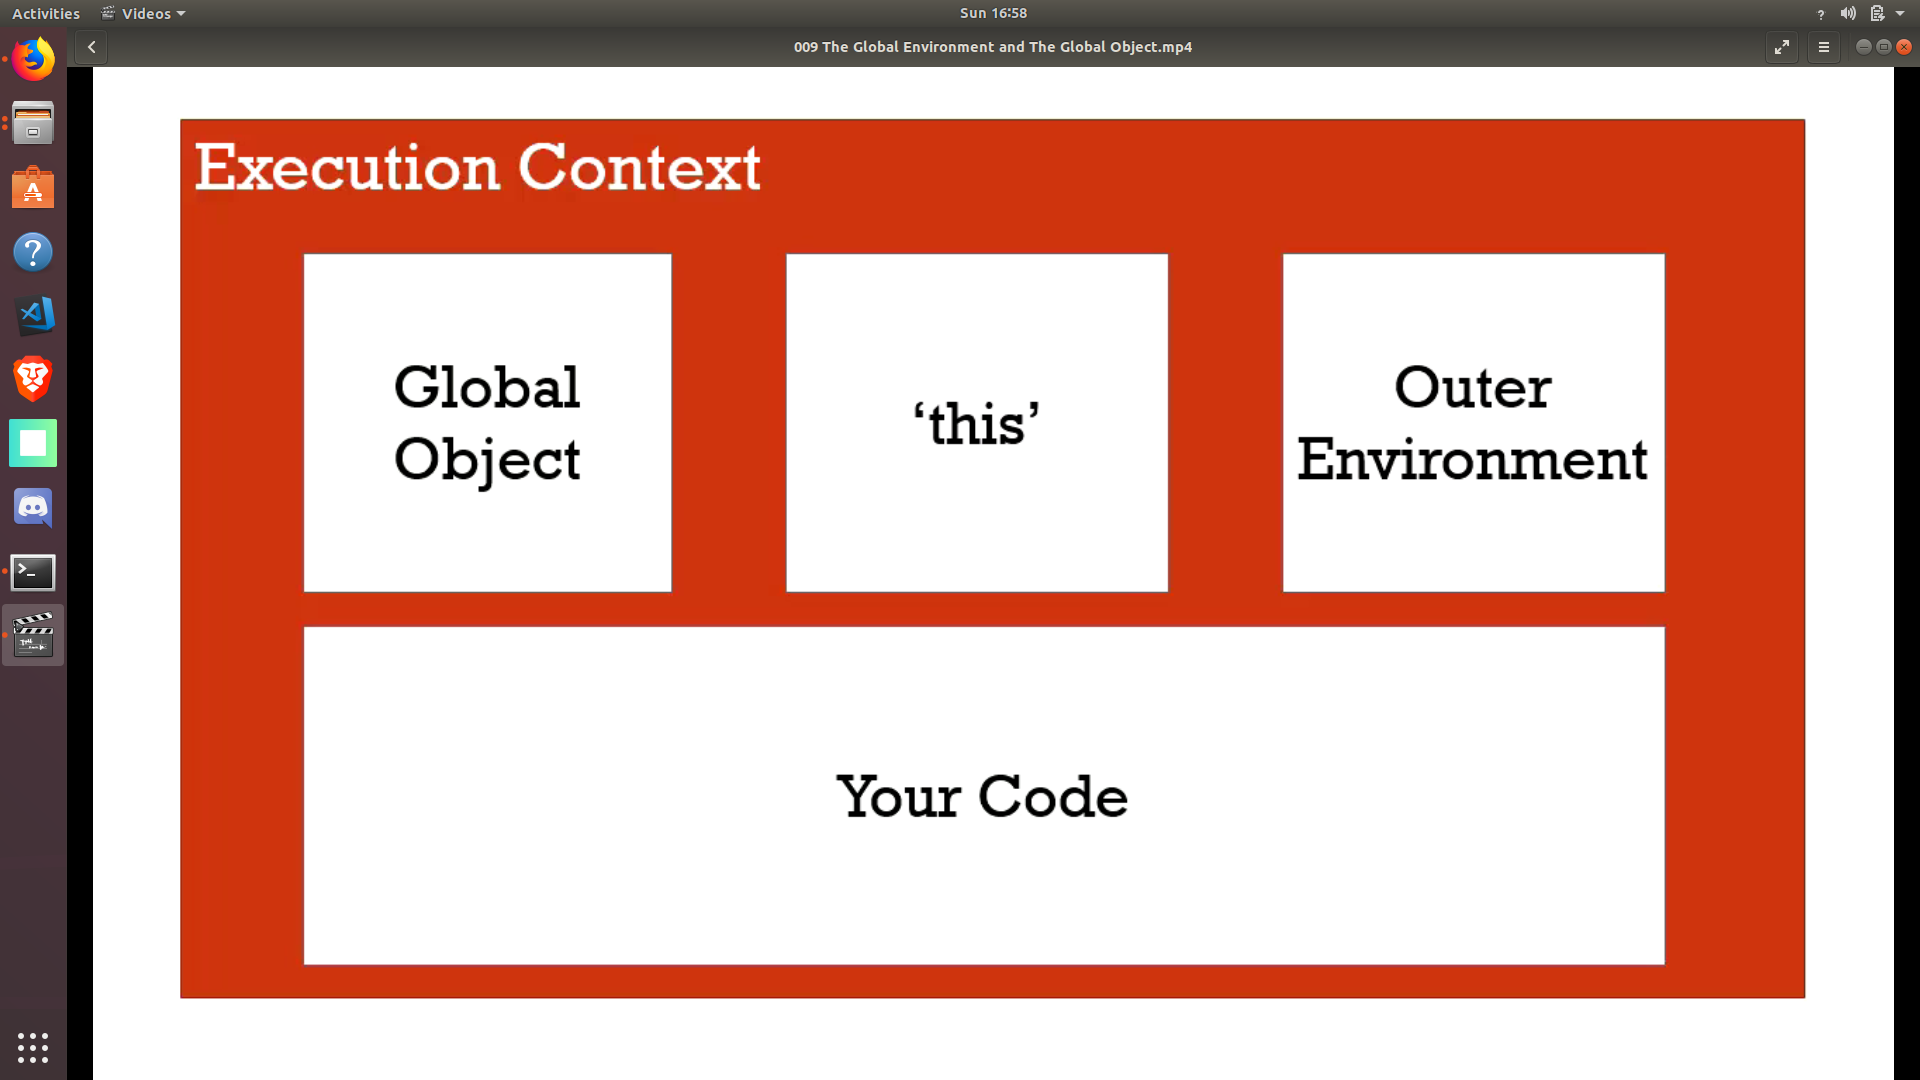 Activities Videos Sun 16:58
009 The Global Environment and The Global Object.mp4
Execution Context
Global
Object
‘this’
Outer
Environment
Your Code